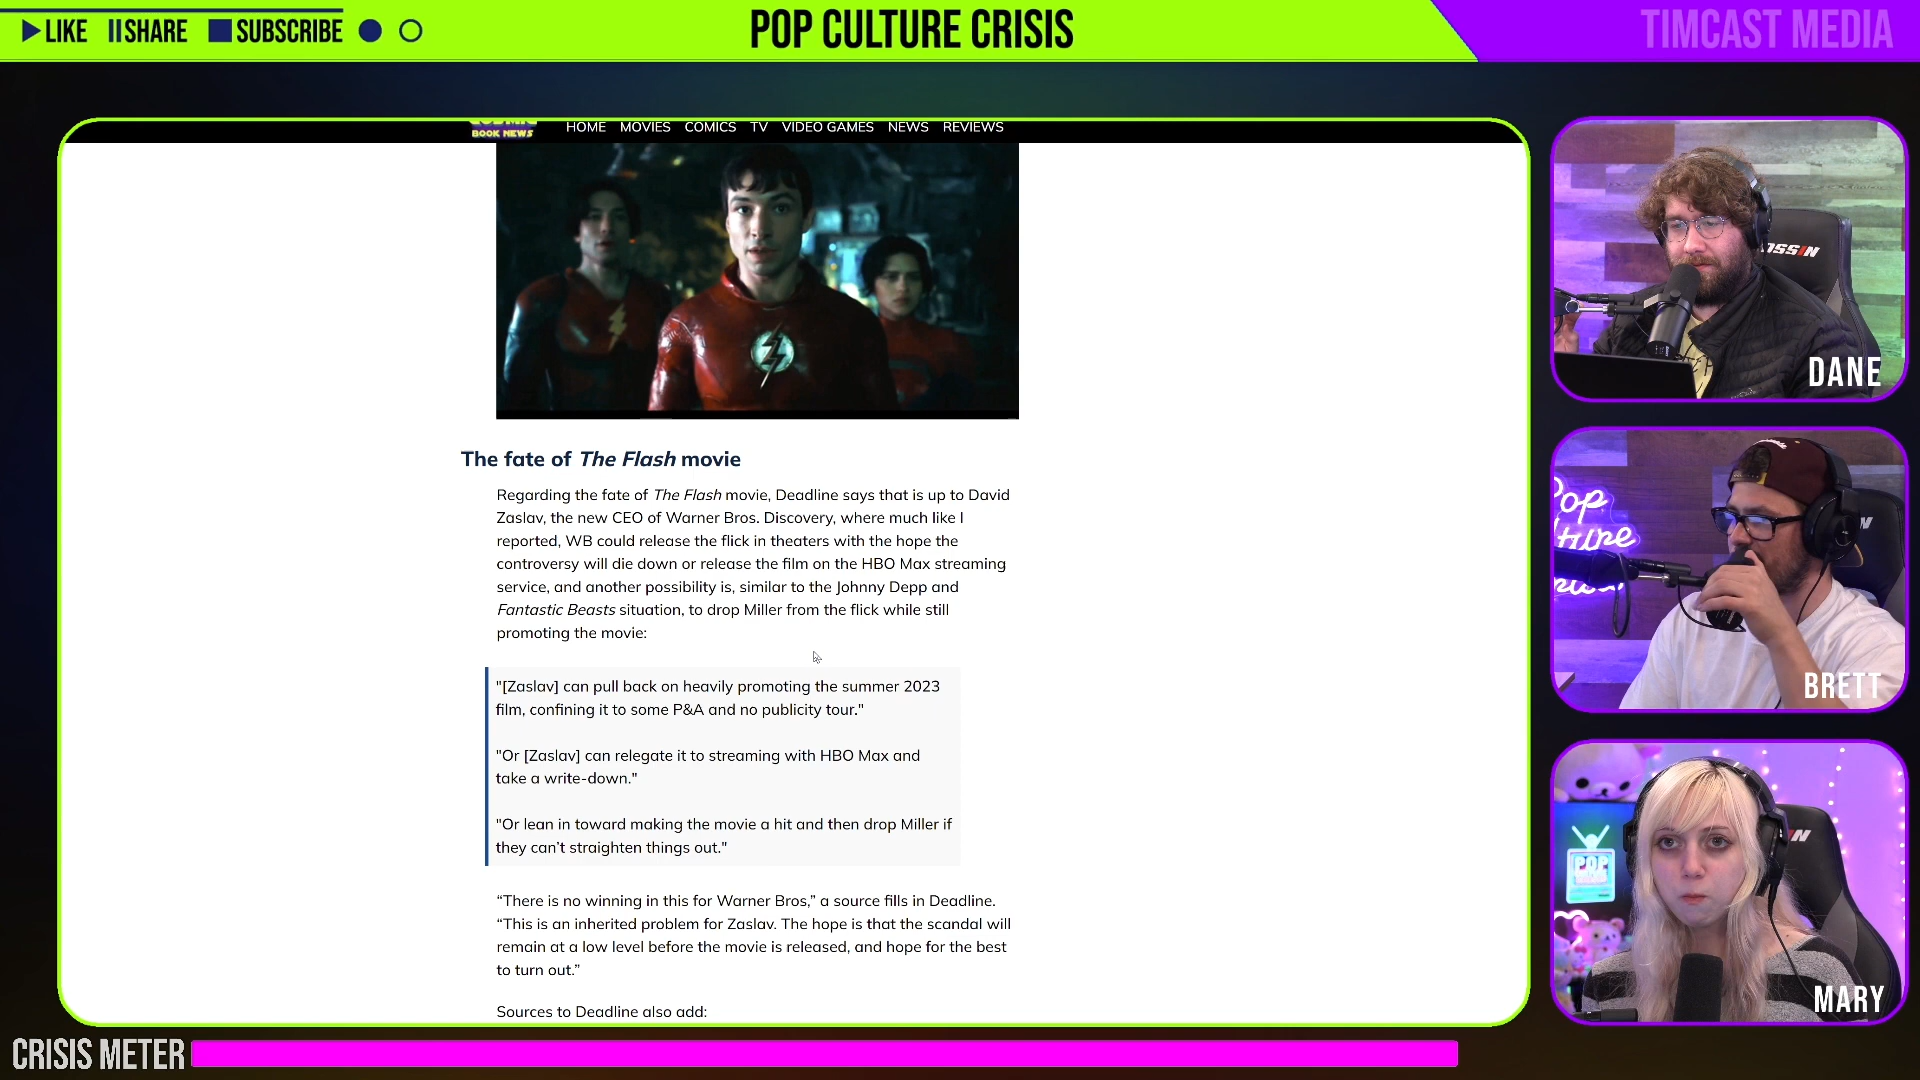 LIKE SHARE SUBSCRIBE
POP CULTURE CRISIS
TIMCAST MEDIA
BOOK NEWS
HOME MOVIES COMICS TV VIDEO GAMES NEWS REVIEWS
The fate of The Flash movie
Regarding the fate of The Flash movie, Deadline says that is up to David
Zaslav, the new CEO of Warner Bros. Discovery, where much like I
reported, WB could release the flick in theaters with the hope the
controversy will die down or release the film on the HBO Max streaming
service, and another possibility is, similar to the Johnny Depp and
Fantastic Beasts situation, to drop Miller from the flick while still
promoting the movie:
"[Zaslav] can pull back on heavily promoting the summer 2023
film, confining it to some P&A and no publicity tour."
"Or [Zaslav] can relegate it to streaming with HBO Max and
take a write-down."
"Or lean in toward making the movie a hit and then drop Miller if
they can’t straighten things out."
“There is no winning in this for Warner Bros,” a source fills in Deadline.
“This is an inherited problem for Zaslav. The hope is that the scandal will
remain at a low level before the movie is released, and hope for the best
to turn out.”
Sources to Deadline also add:
DANE
Pop
BRETT
POP
MARY
CRISIS METER